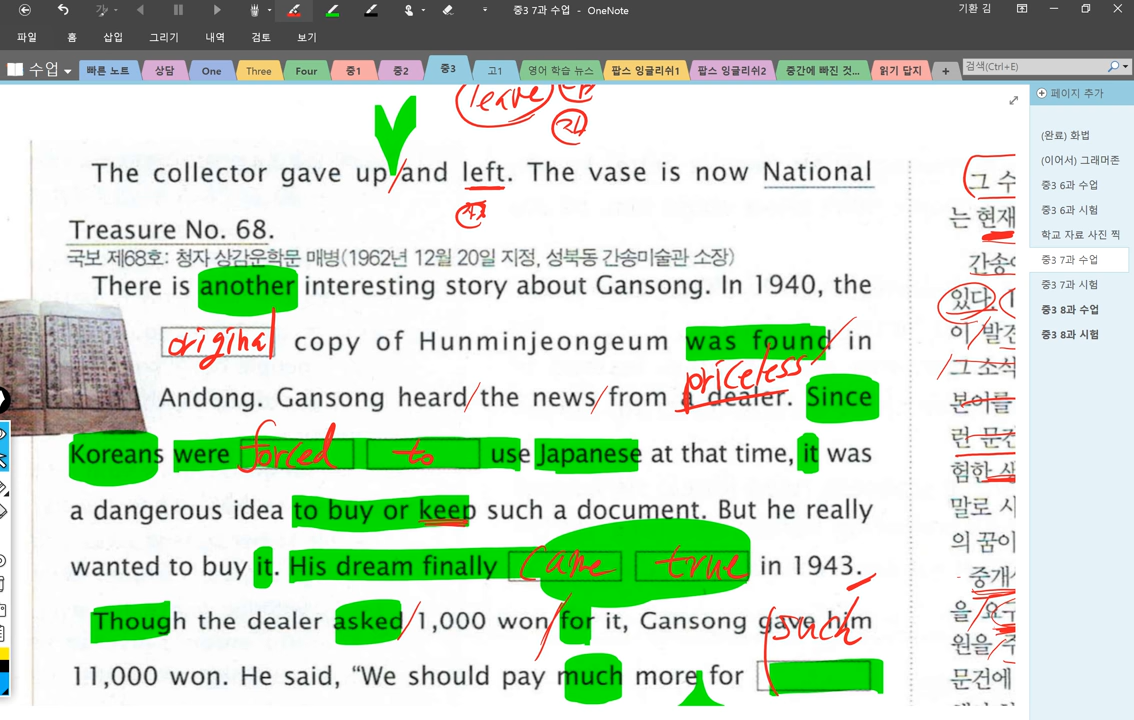 중3 7과 수업 - OneNote
기환 김
파일 홈 삽입 그리기 내역 검토 보기
수업 빠른 노트 상담 One Three Four 중1 중2 중3 고1 영어 학습 뉴스 팝스 잉글리쉬1 팝스 잉글리쉬2 중간에 빠진 것... 읽기 답지 + 검색(Ctrl+E)
페이지 추가
(완료) 화법
(이어서) 그래머존
중3 6과 수업
중3 6과 시험
학교 자료 사진 찍
중3 7과 수업
중3 7과 시험
중3 8과 수업
중3 8과 시험
leave
The collector gave up/and left. The vase is now National
Treasure No. 68.
국보 제68호: 청자 상감운학문 매병(1962년 12월 20일 지정, 성북동 간송미술관 소장)
There is another interesting story about Gansong. In 1940, the
original copy of Hunminjeongeum was found/ in
priceless
Andong. Gansong heard/the news/from a dealer. Since
Koreans were forced to use Japanese at that time, it was
a dangerous idea to buy or keep such a document. But he really
wanted to buy it. His dream finally came true in 1943.
Though the dealer asked/1,000 won/for it, Gansong gave him
such
11,000 won. He said, “We should pay much more for
그 수
는 현재
간송
있다.
이 발견
그 소식
본이를
린 문건
험한 생
말로 시
의 꿈이
중개
을 요구
원을 주
문건에